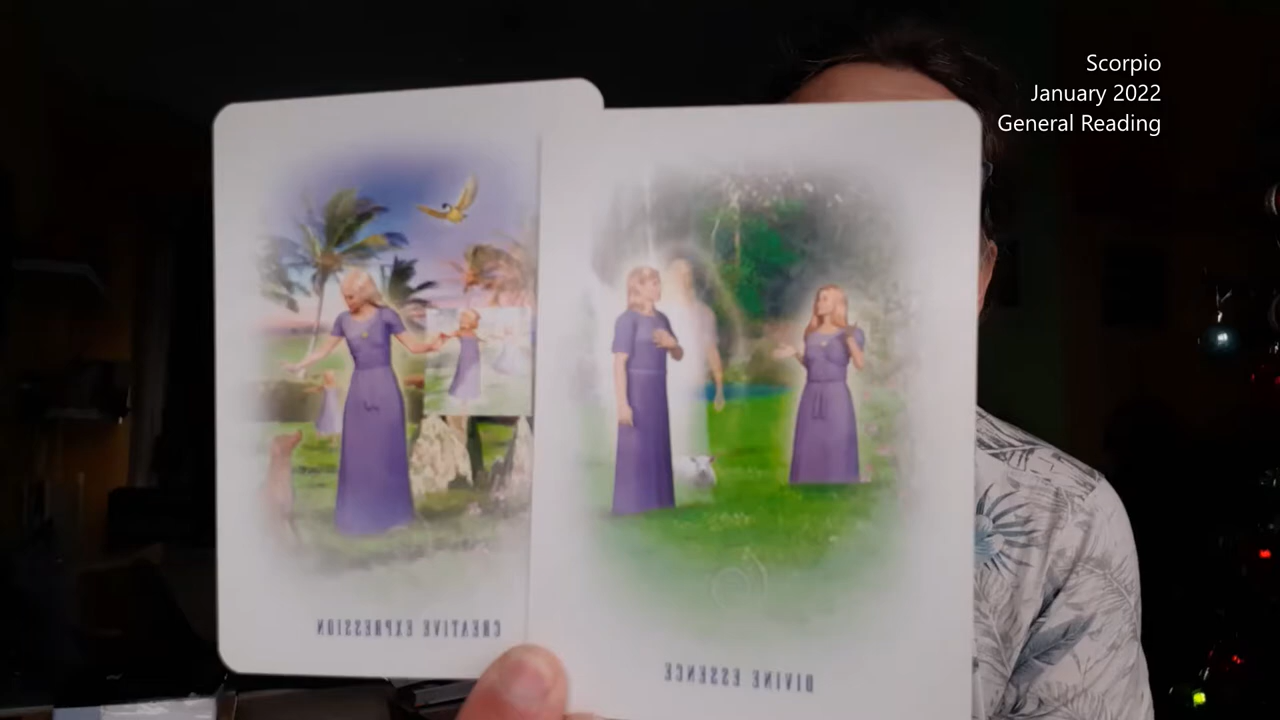 Scorpio
January 2022
General Reading
CREATIVE EXPRESSION
DIVINE ESSENCE